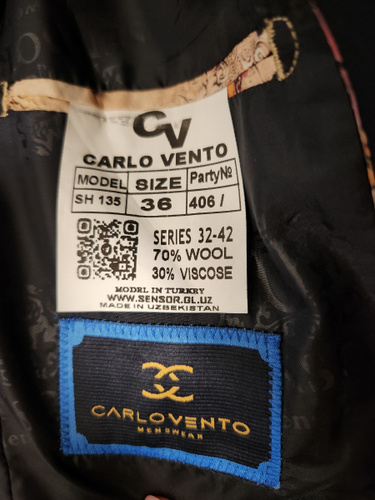 CV
CARLO VENTO
MODEL SIZE Party№
SH 135 36 406 /
SERIES 32-42
70% WOOL
30% VISCOSE
MODEL IN TURKEY
WWW.SENSOR.GL.UZ
MADE IN UZBEKISTAN
CARLOVENTO
MENSWEAR